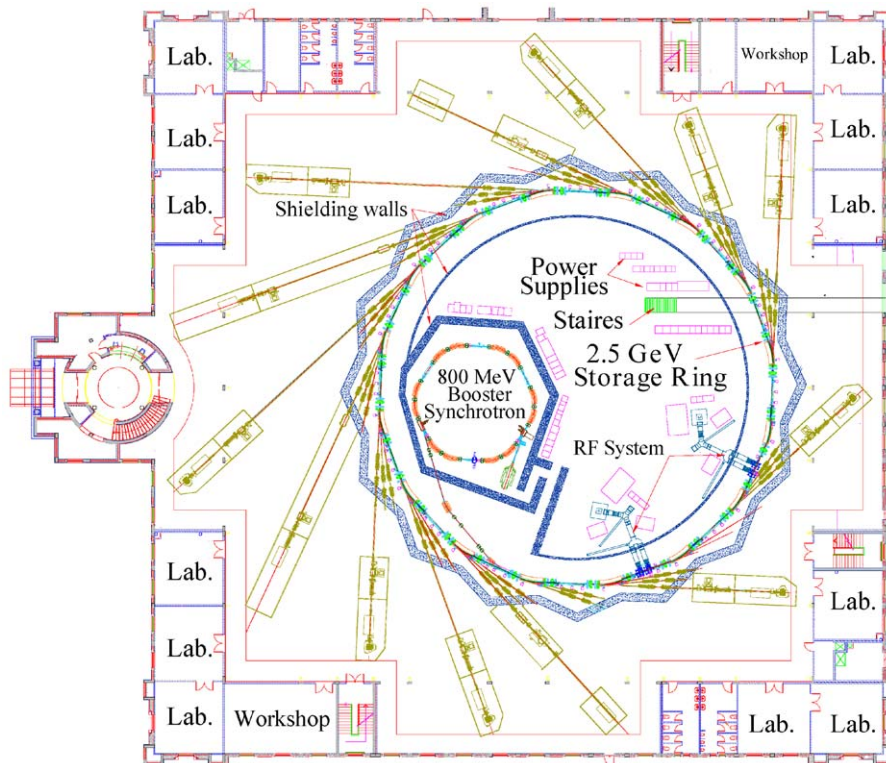 Lab.
Workshop
Lab.
Lab.
Lab.
Lab.
Lab.
Shielding walls
Power
Supplies
Staires
2.5 GeV
Storage Ring
800 MeV
Booster
Synchrotron
RF System
Lab.
Lab.
Lab.
Lab.
Workshop
Lab.
Lab.